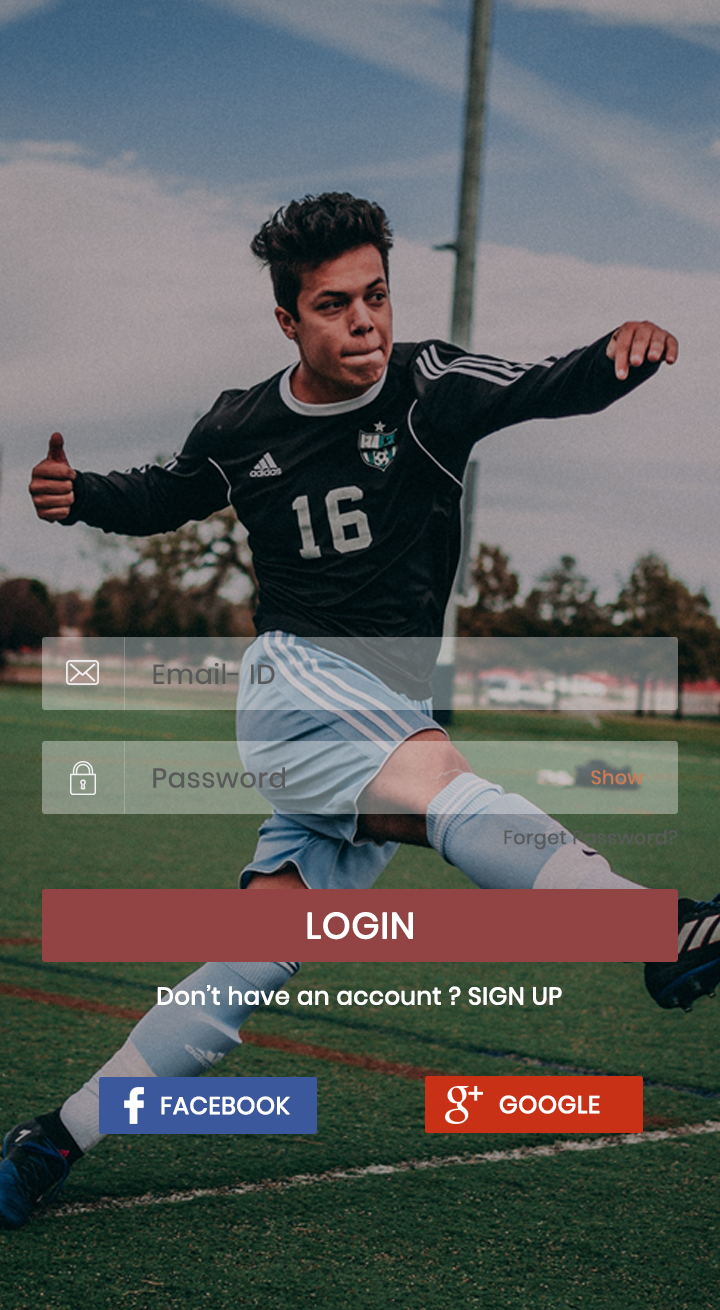 adidas
16
Email- ID
Password
Show
Forget Password?
LOGIN
Don't have an account ? SIGN UP
FACEBOOK
g+ GOOGLE